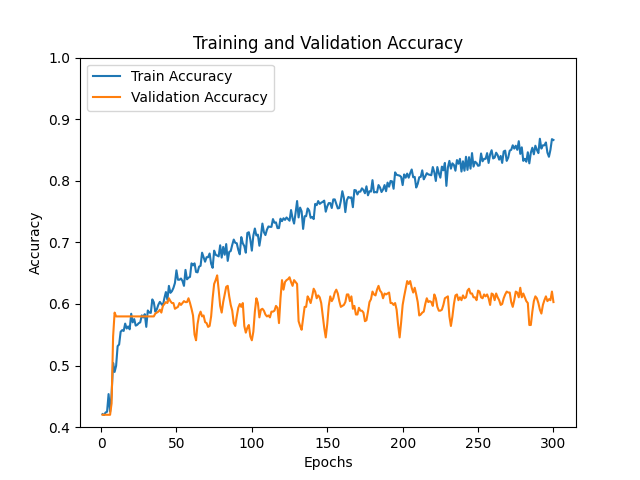 Training and Validation Accuracy
Train Accuracy
Validation Accuracy
1.0
0.9
0.8
0.7
0.6
0.5
0.4
Accuracy
0 50 100 150 200 250 300
Epochs